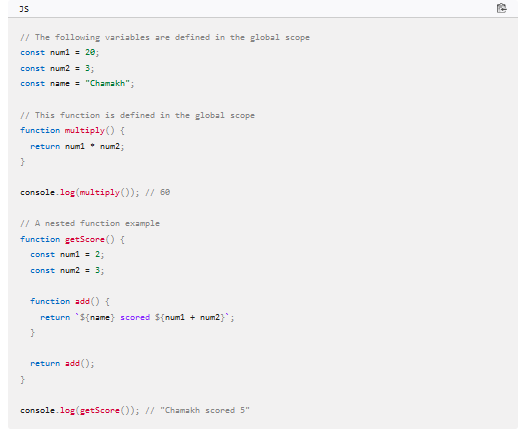 JS
// The following variables are defined in the global scope
const num1 = 20;
const num2 = 3;
const name = "Chamakh";
// This function is defined in the global scope
function multiply() {
  return num1 * num2;
}
console.log(multiply()); // 60
// A nested function example
function getScore() {
  const num1 = 2;
  const num2 = 3;
  function add() {
    return `${name} scored ${num1 + num2}`;
  }
  return add();
}
console.log(getScore()); // "Chamakh scored 5"